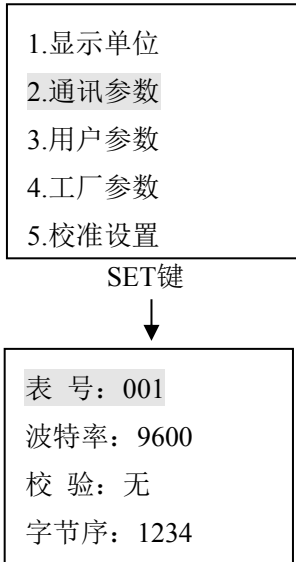 1.显示单位
2.通讯参数
3.用户参数
4.工厂参数
5.校准设置
SET键
表 号：001
波特率：9600
校 验：无
字节序：1234